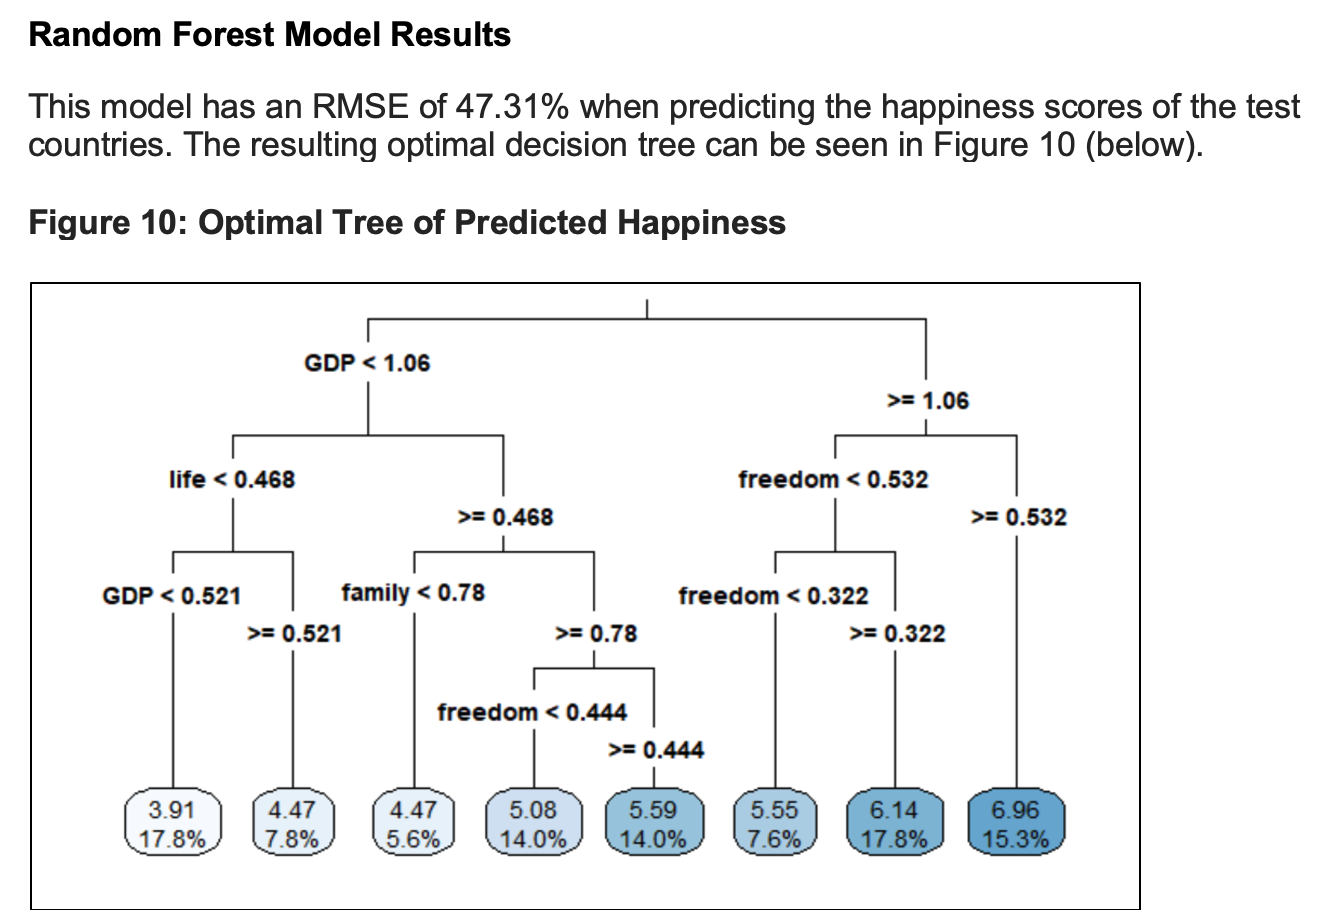 Random Forest Model Results
This model has an RMSE of 47.31% when predicting the happiness scores of the test
countries. The resulting optimal decision tree can be seen in Figure 10 (below).
Figure 10: Optimal Tree of Predicted Happiness
GDP < 1.06
>= 1.06
life < 0.468
>= 0.468
freedom < 0.532
>= 0.532
GDP < 0.521
>= 0.521
family < 0.78
>= 0.78
freedom < 0.322
>= 0.322
freedom < 0.444
>= 0.444
3.91
17.8%
4.47
7.8%
4.47
5.6%
5.08
14.0%
5.59
14.0%
5.55
7.6%
6.14
17.8%
6.96
15.3%